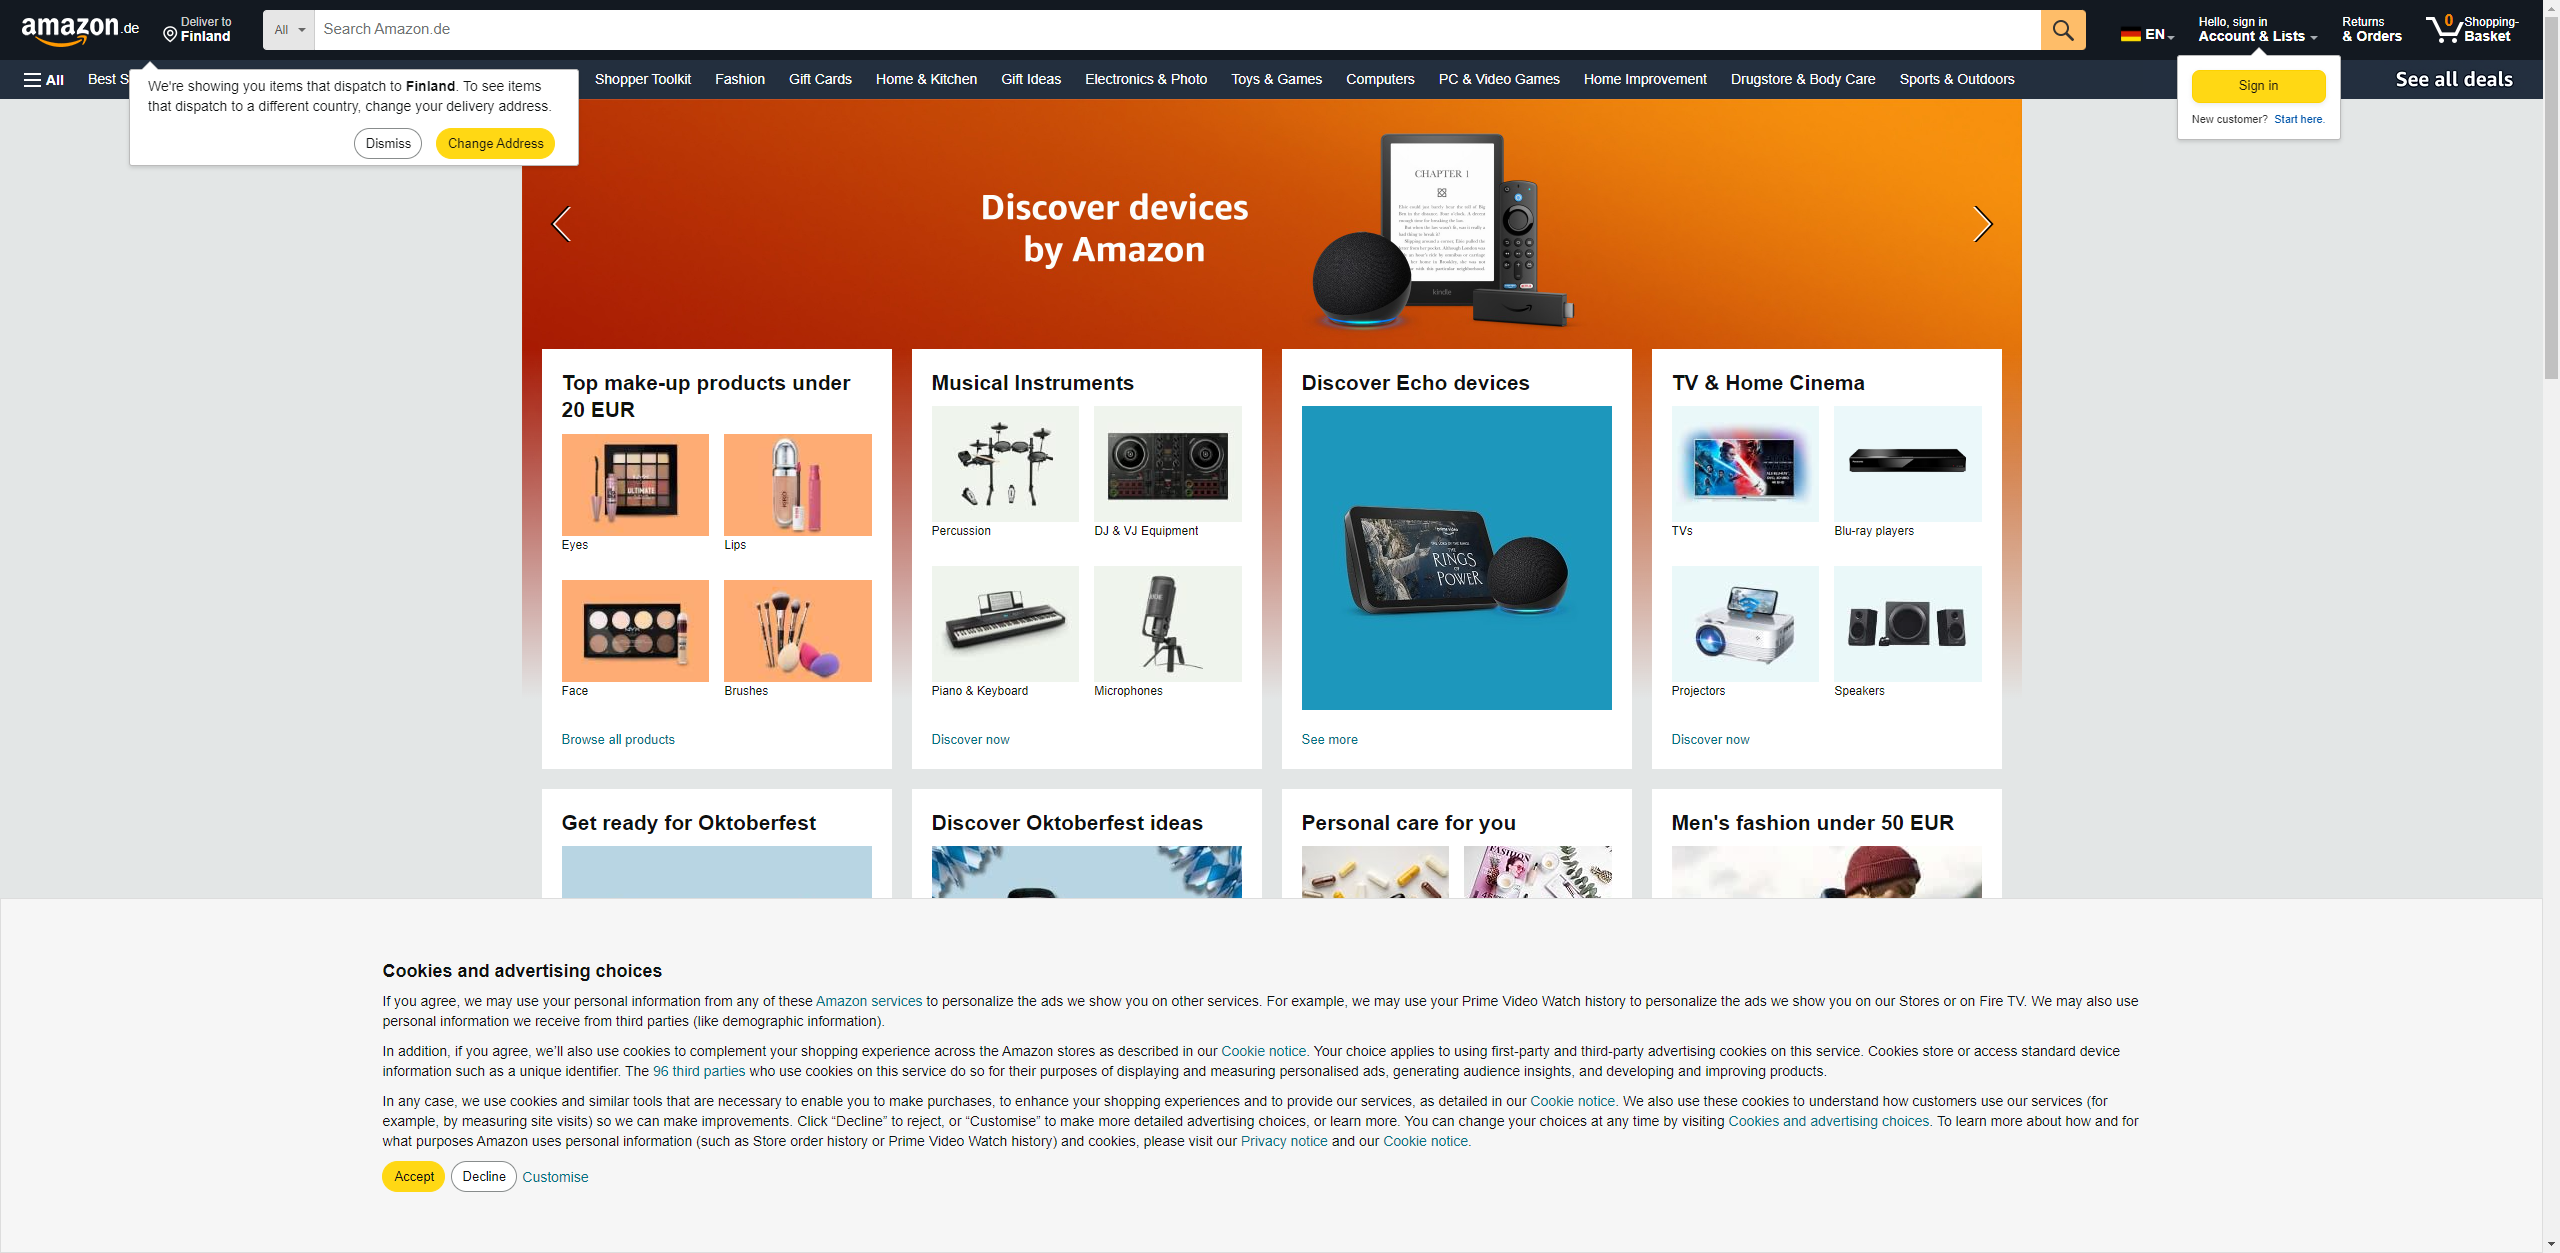 amazon.de
Deliver to
Finland
All
Search Amazon.de
EN
Hello, sign in
Account & Lists
Returns
& Orders
0
Shopping-
Basket
All
Best S
Shopper Toolkit
Fashion
Gift Cards
Home & Kitchen
Gift Ideas
Electronics & Photo
Toys & Games
Computers
PC & Video Games
Home Improvement
Drugstore & Body Care
Sports & Outdoors
See all deals
We're showing you items that dispatch to Finland. To see items
that dispatch to a different country, change your delivery address.
Dismiss
Change Address
Sign in
New customer? Start here.
Discover devices
by Amazon
CHAPTER 1
kindle
Top make-up products under
20 EUR
Eyes
Lips
Face
Brushes
Browse all products
Musical Instruments
Percussion
DJ & VJ Equipment
Piano & Keyboard
Microphones
Discover now
Discover Echo devices
prime video
THE
RINGS
OF
POWER
See more
TV & Home Cinema
TVs
Blu-ray players
Projectors
Speakers
Discover now
Get ready for Oktoberfest
Discover Oktoberfest ideas
Personal care for you
FASHION
Men's fashion under 50 EUR
Cookies and advertising choices
If you agree, we may use your personal information from any of these Amazon services to personalize the ads we show you on other services. For example, we may use your Prime Video Watch history to personalize the ads we show you on our Stores or on Fire TV. We may also use
personal information we receive from third parties (like demographic information).
In addition, if you agree, we’ll also use cookies to complement your shopping experience across the Amazon stores as described in our Cookie notice. Your choice applies to using first-party and third-party advertising cookies on this service. Cookies store or access standard device
information such as a unique identifier. The 96 third parties who use cookies on this service do so for their purposes of displaying and measuring personalised ads, generating audience insights, and developing and improving products.
In any case, we use cookies and similar tools that are necessary to enable you to make purchases, to enhance your shopping experiences and to provide our services, as detailed in our Cookie notice. We also use these cookies to understand how customers use our services (for
example, by measuring site visits) so we can make improvements. Click “Decline” to reject, or “Customise” to make more detailed advertising choices, or learn more. You can change your choices at any time by visiting Cookies and advertising choices. To learn more about how and for
what purposes Amazon uses personal information (such as Store order history or Prime Video Watch history) and cookies, please visit our Privacy notice and our Cookie notice.
Accept
Decline
Customise